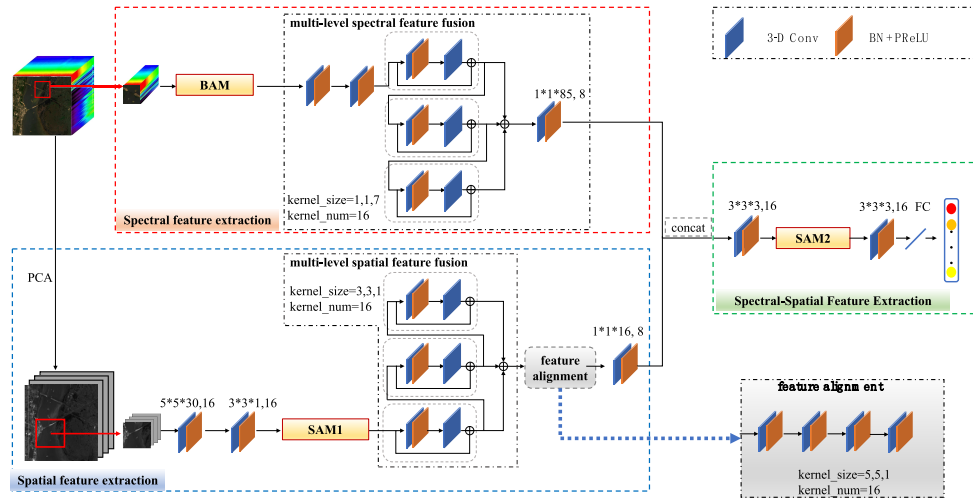 multi-level spectral feature fusion
3-D Conv
BN+PReLU
BAM
1*1*85, 8
kernel_size=1,1,7
kernel_num=16
Spectral feature extraction
concat
3*3*3,16
SAM2
3*3*3,16
FC
Spectral-Spatial Feature Extraction
PCA
multi-level spatial feature fusion
kernel_size=3,3,1
kernel_num=16
feature
alignment
1*1*16, 8
5*5*30,16
3*3*1,16
SAM1
Spatial feature extraction
feature alignment
kernel_size=5,5,1
kernel_num=16